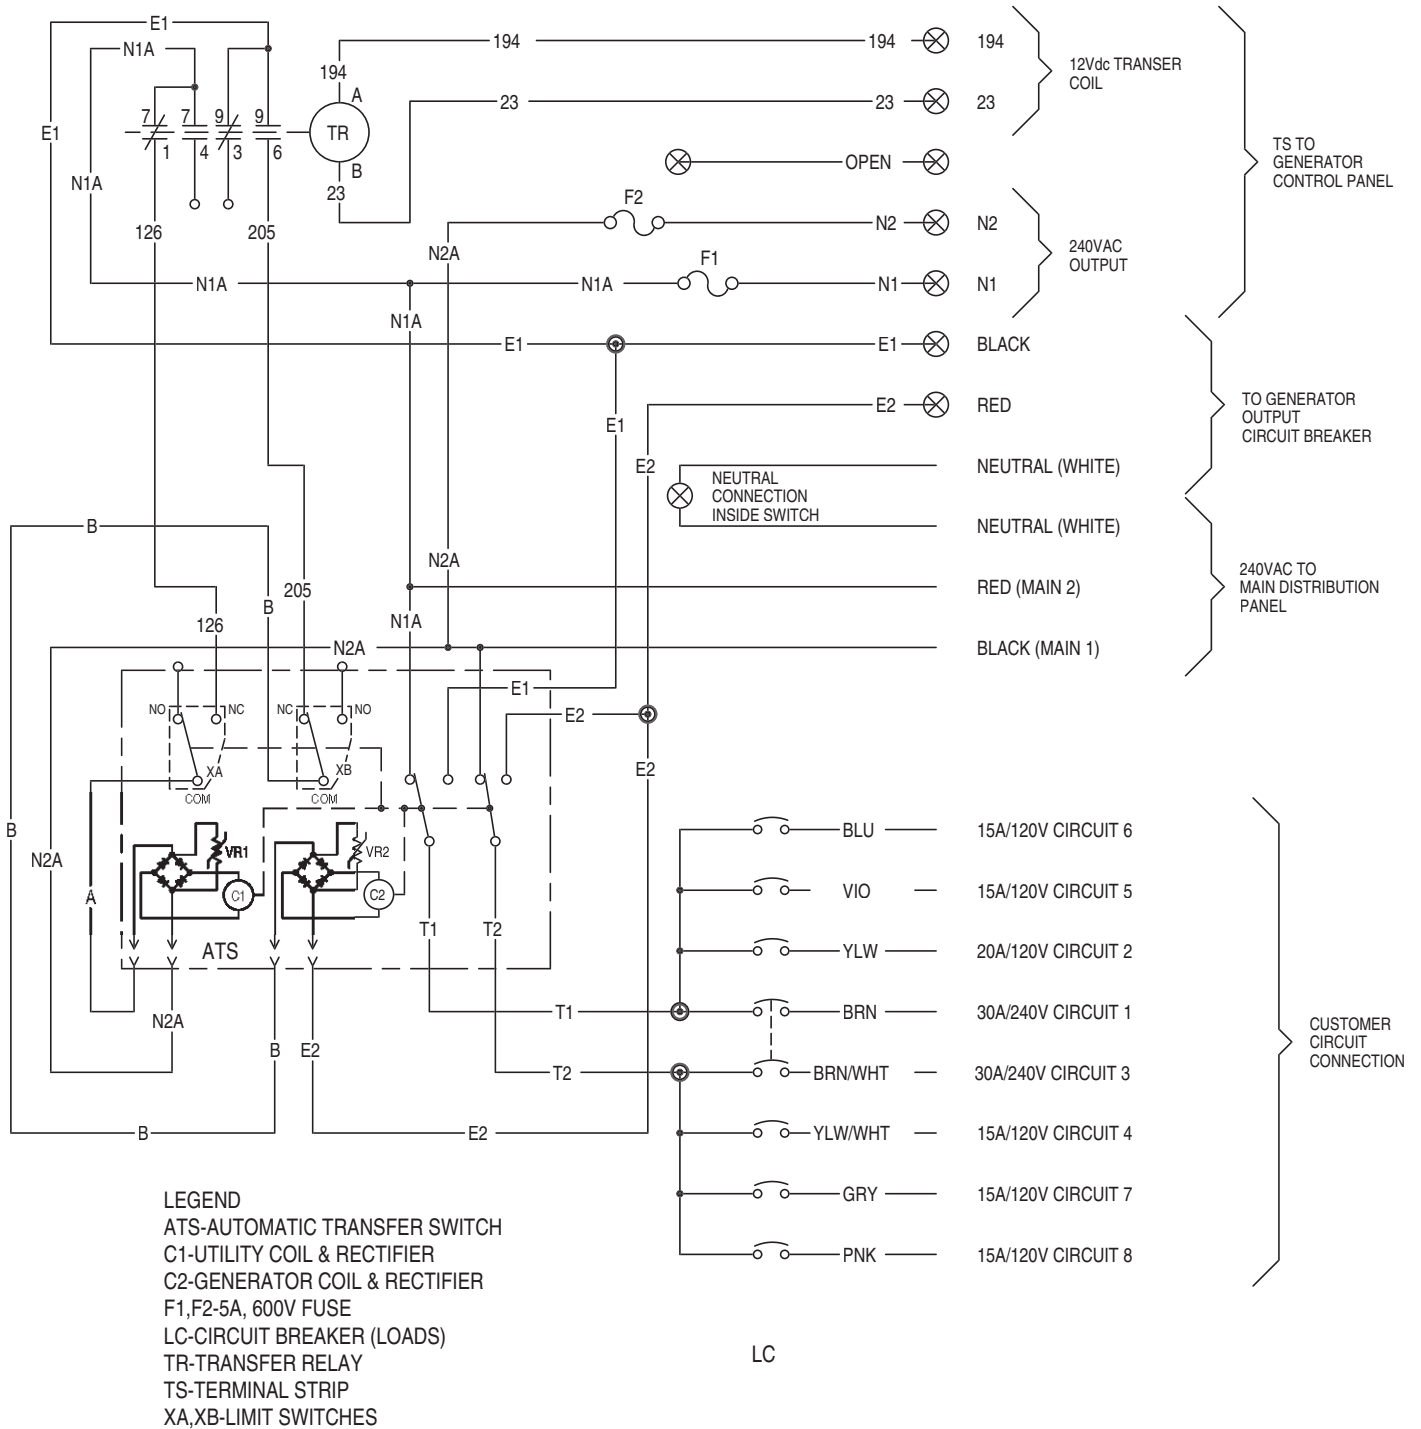 E1
N1A
194
194
194
12Vdc TRANSER
COIL
194
A
7
7
9
9
TR
23
23
23
E1
1
4
3
6
B
TS TO
GENERATOR
CONTROL PANEL
OPEN
N1A
23
F2
126
205
N2
N2
N2A
240VAC
OUTPUT
F1
N1A
N1A
N1
N1
N1A
E1
E1
BLACK
E2
RED
TO GENERATOR
OUTPUT
CIRCUIT BREAKER
E1
E2
NEUTRAL (WHITE)
NEUTRAL
CONNECTION
INSIDE SWITCH
B
NEUTRAL (WHITE)
N2A
240VAC TO
MAIN DISTRIBUTION
PANEL
205
RED (MAIN 2)
B
126
N1A
N2A
BLACK (MAIN 1)
E1
NO
NC
NC
NO
E2
XA
XB
E2
COM
COM
B
BLU
15A/120V CIRCUIT 6
N2A
VR1
VR2
A
C1
C2
VIO
15A/120V CIRCUIT 5
T1
T2
ATS
YLW
20A/120V CIRCUIT 2
N2A
T1
BRN
30A/240V CIRCUIT 1
CUSTOMER
CIRCUIT
CONNECTION
B
E2
T2
BRN/WHT
30A/240V CIRCUIT 3
B
E2
YLW/WHT
15A/120V CIRCUIT 4
GRY
15A/120V CIRCUIT 7
PNK
15A/120V CIRCUIT 8
LEGEND
ATS-AUTOMATIC TRANSFER SWITCH
C1-UTILITY COIL & RECTIFIER
C2-GENERATOR COIL & RECTIFIER
F1,F2-5A, 600V FUSE
LC-CIRCUIT BREAKER (LOADS)
TR-TRANSFER RELAY
TS-TERMINAL STRIP
XA,XB-LIMIT SWITCHES
LC